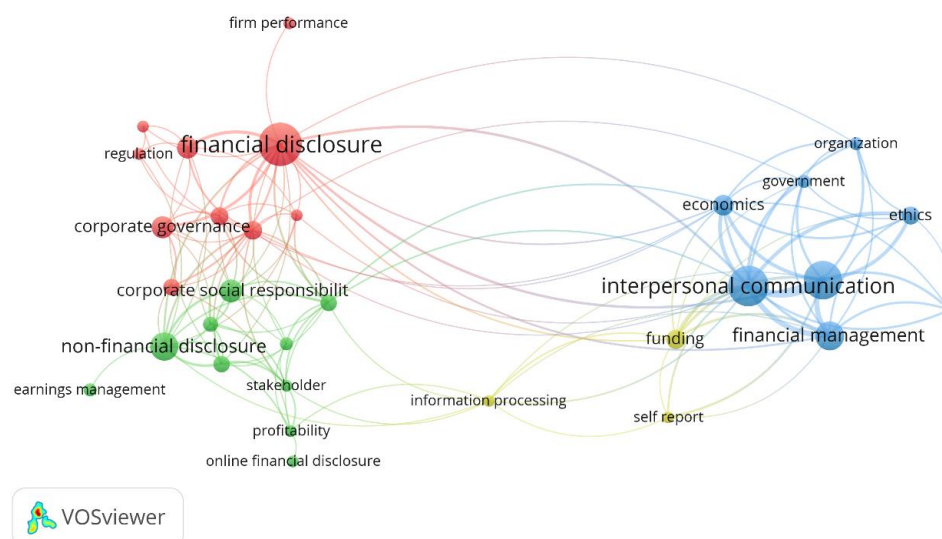 firm performance
financial disclosure
regulation
organization
government
economics
ethics
corporate governance
interpersonal communication
corporate social responsibilit
financial management
funding
non-financial disclosure
stakeholder
earnings management
information processing
self report
profitability
online financial disclosure
VOSviewer